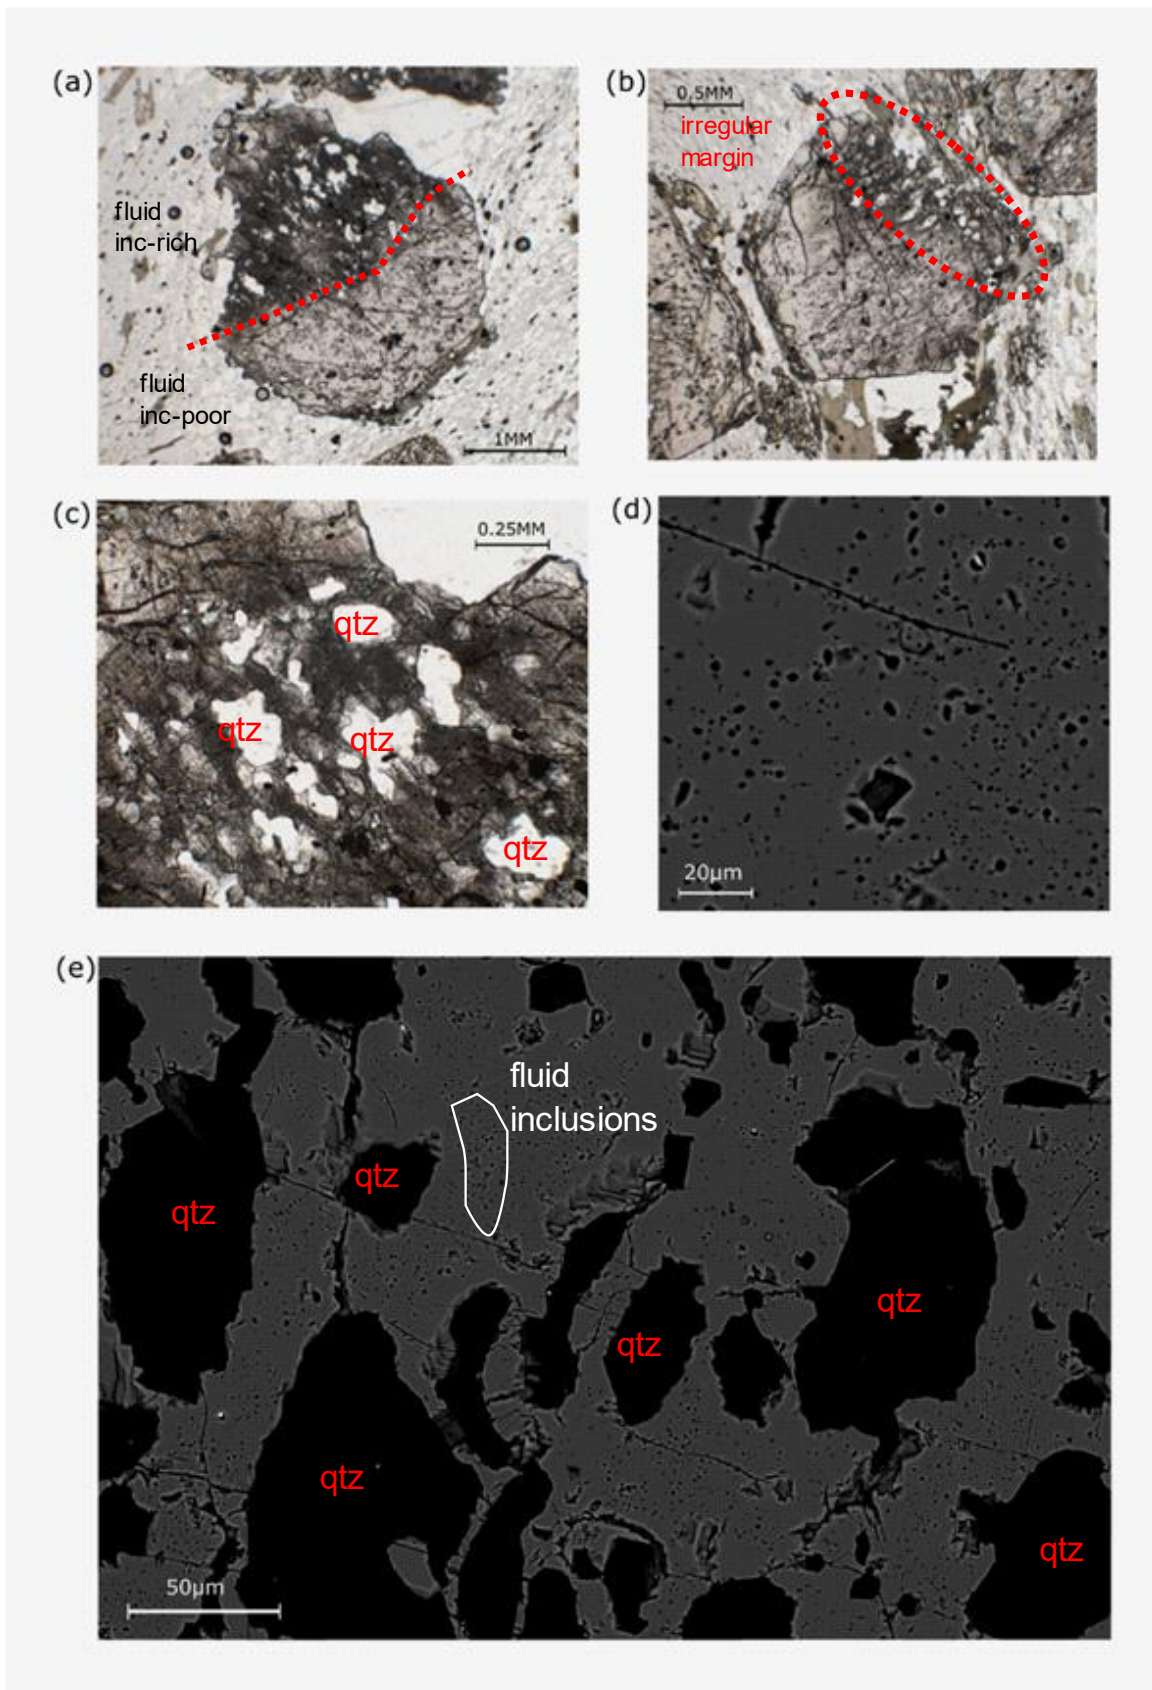 (a)
fluid
inc-rich
fluid
inc-poor
1MM
(b)
0.5MM
irregular
margin
(c)
0.25MM
qtz
qtz
qtz
qtz
(d)
20μm
(e)
fluid
inclusions
qtz
qtz
qtz
qtz
qtz
qtz
50μm